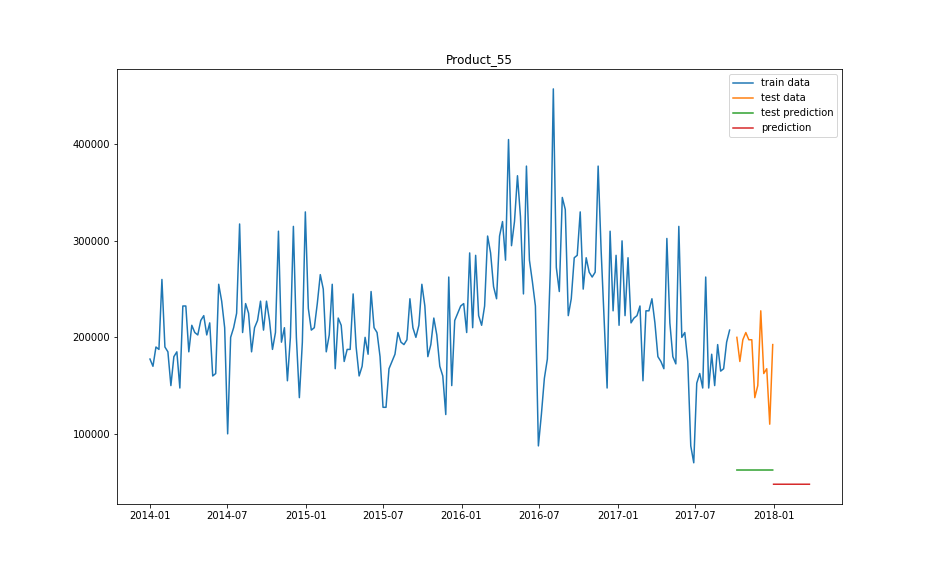 Product_55
train data
test data
test prediction
prediction
400000
300000
200000
100000
2014-01 2014-07 2015-01 2015-07 2016-01 2016-07 2017-01 2017-07 2018-01